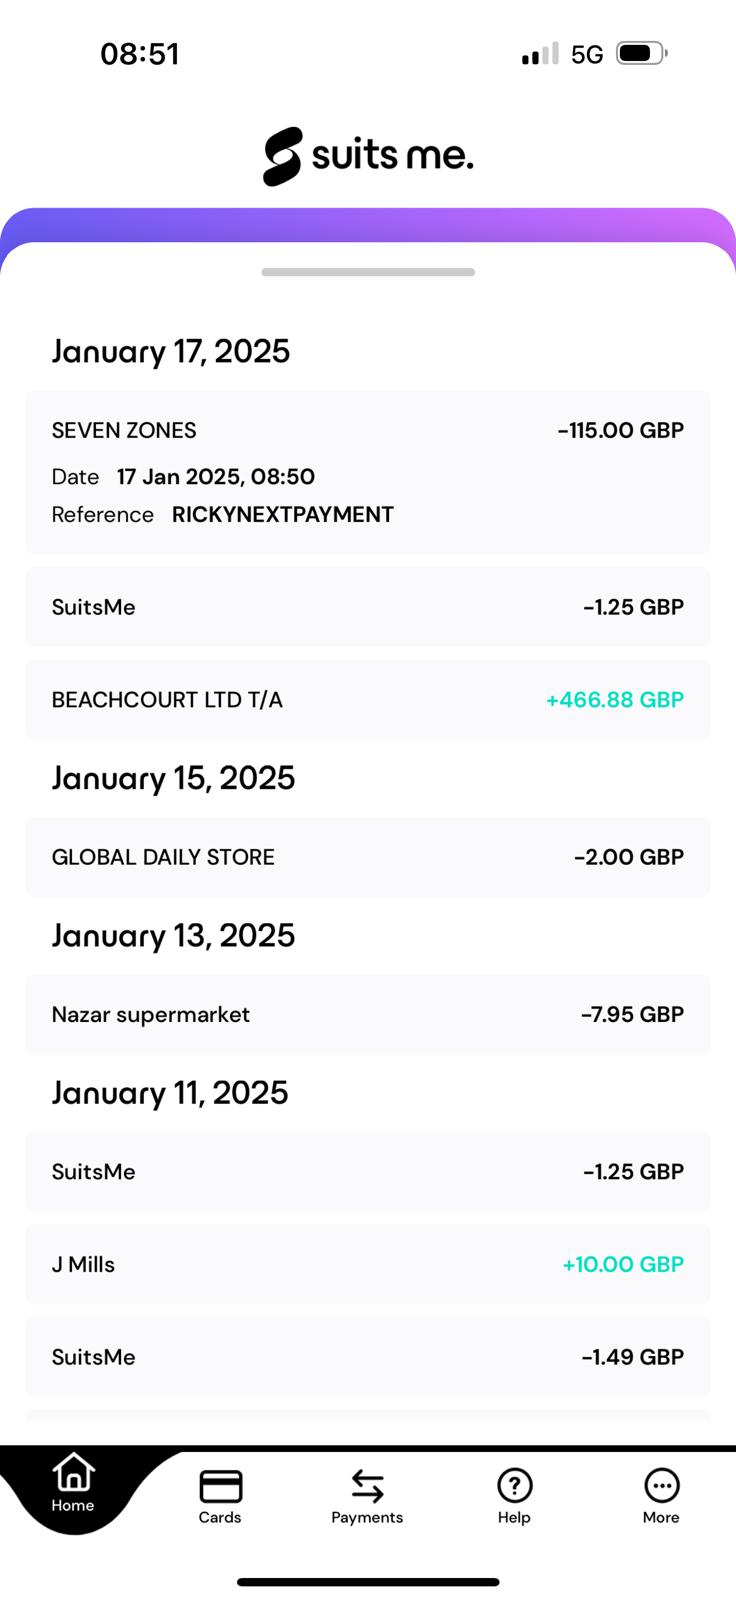 08:51
5G
suits me.
January 17, 2025
SEVEN ZONES -115.00 GBP
Date 17 Jan 2025, 08:50
Reference RICKYNEXTPAYMENT
SuitsMe -1.25 GBP
BEACHCOURT LTD T/A +466.88 GBP
January 15, 2025
GLOBAL DAILY STORE -2.00 GBP
January 13, 2025
Nazar supermarket -7.95 GBP
January 11, 2025
SuitsMe -1.25 GBP
J Mills +10.00 GBP
SuitsMe -1.49 GBP
Home Cards Payments Help More